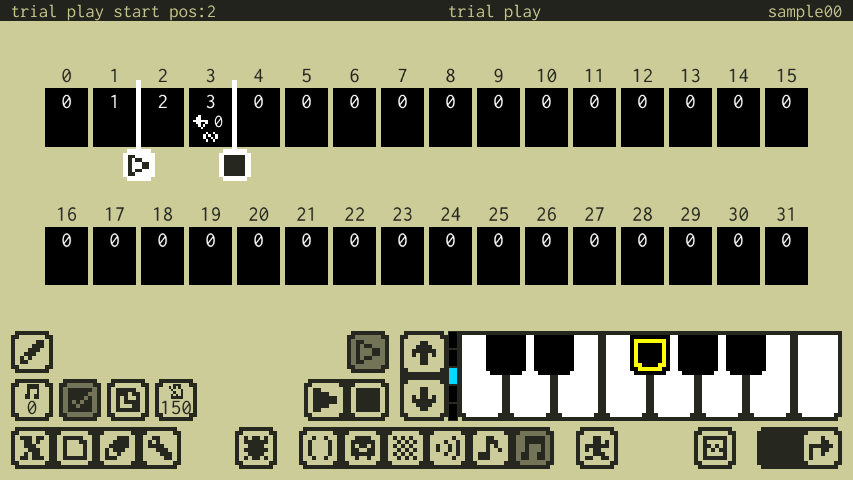 trial play start pos:2 trial play sample00
0 1 2 3 4 5 6 7 8 9 10 11 12 13 14 15
0 1 2 3 0 0 0 0 0 0 0 0 0 0 0 0
0
16 17 18 19 20 21 22 23 24 25 26 27 28 29 30 31
0 0 0 0 0 0 0 0 0 0 0 0 0 0 0 0
0 150